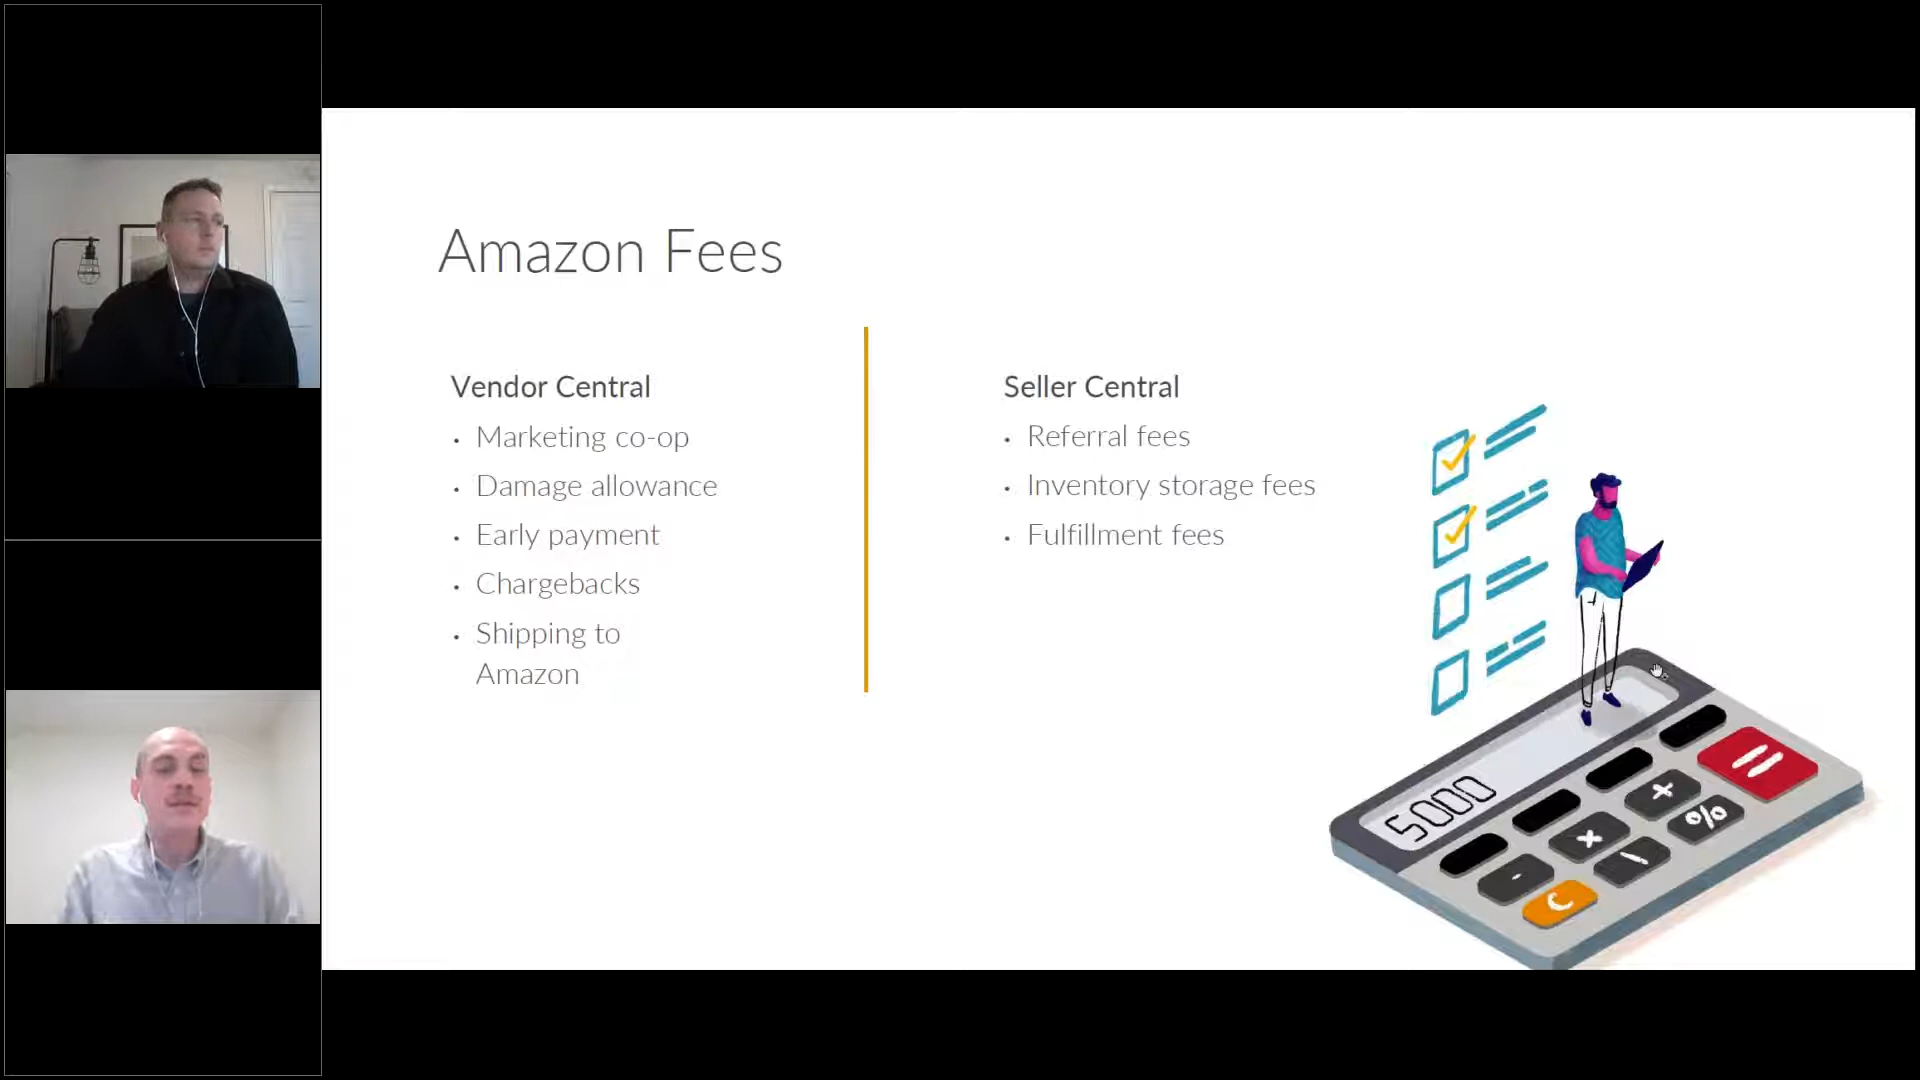 Amazon Fees
Vendor Central
• Marketing co-op
• Damage allowance
• Early payment
• Chargebacks
• Shipping to
Amazon
Seller Central
• Referral fees
• Inventory storage fees
• Fulfillment fees
5000
=
+
%
×
/
-
C